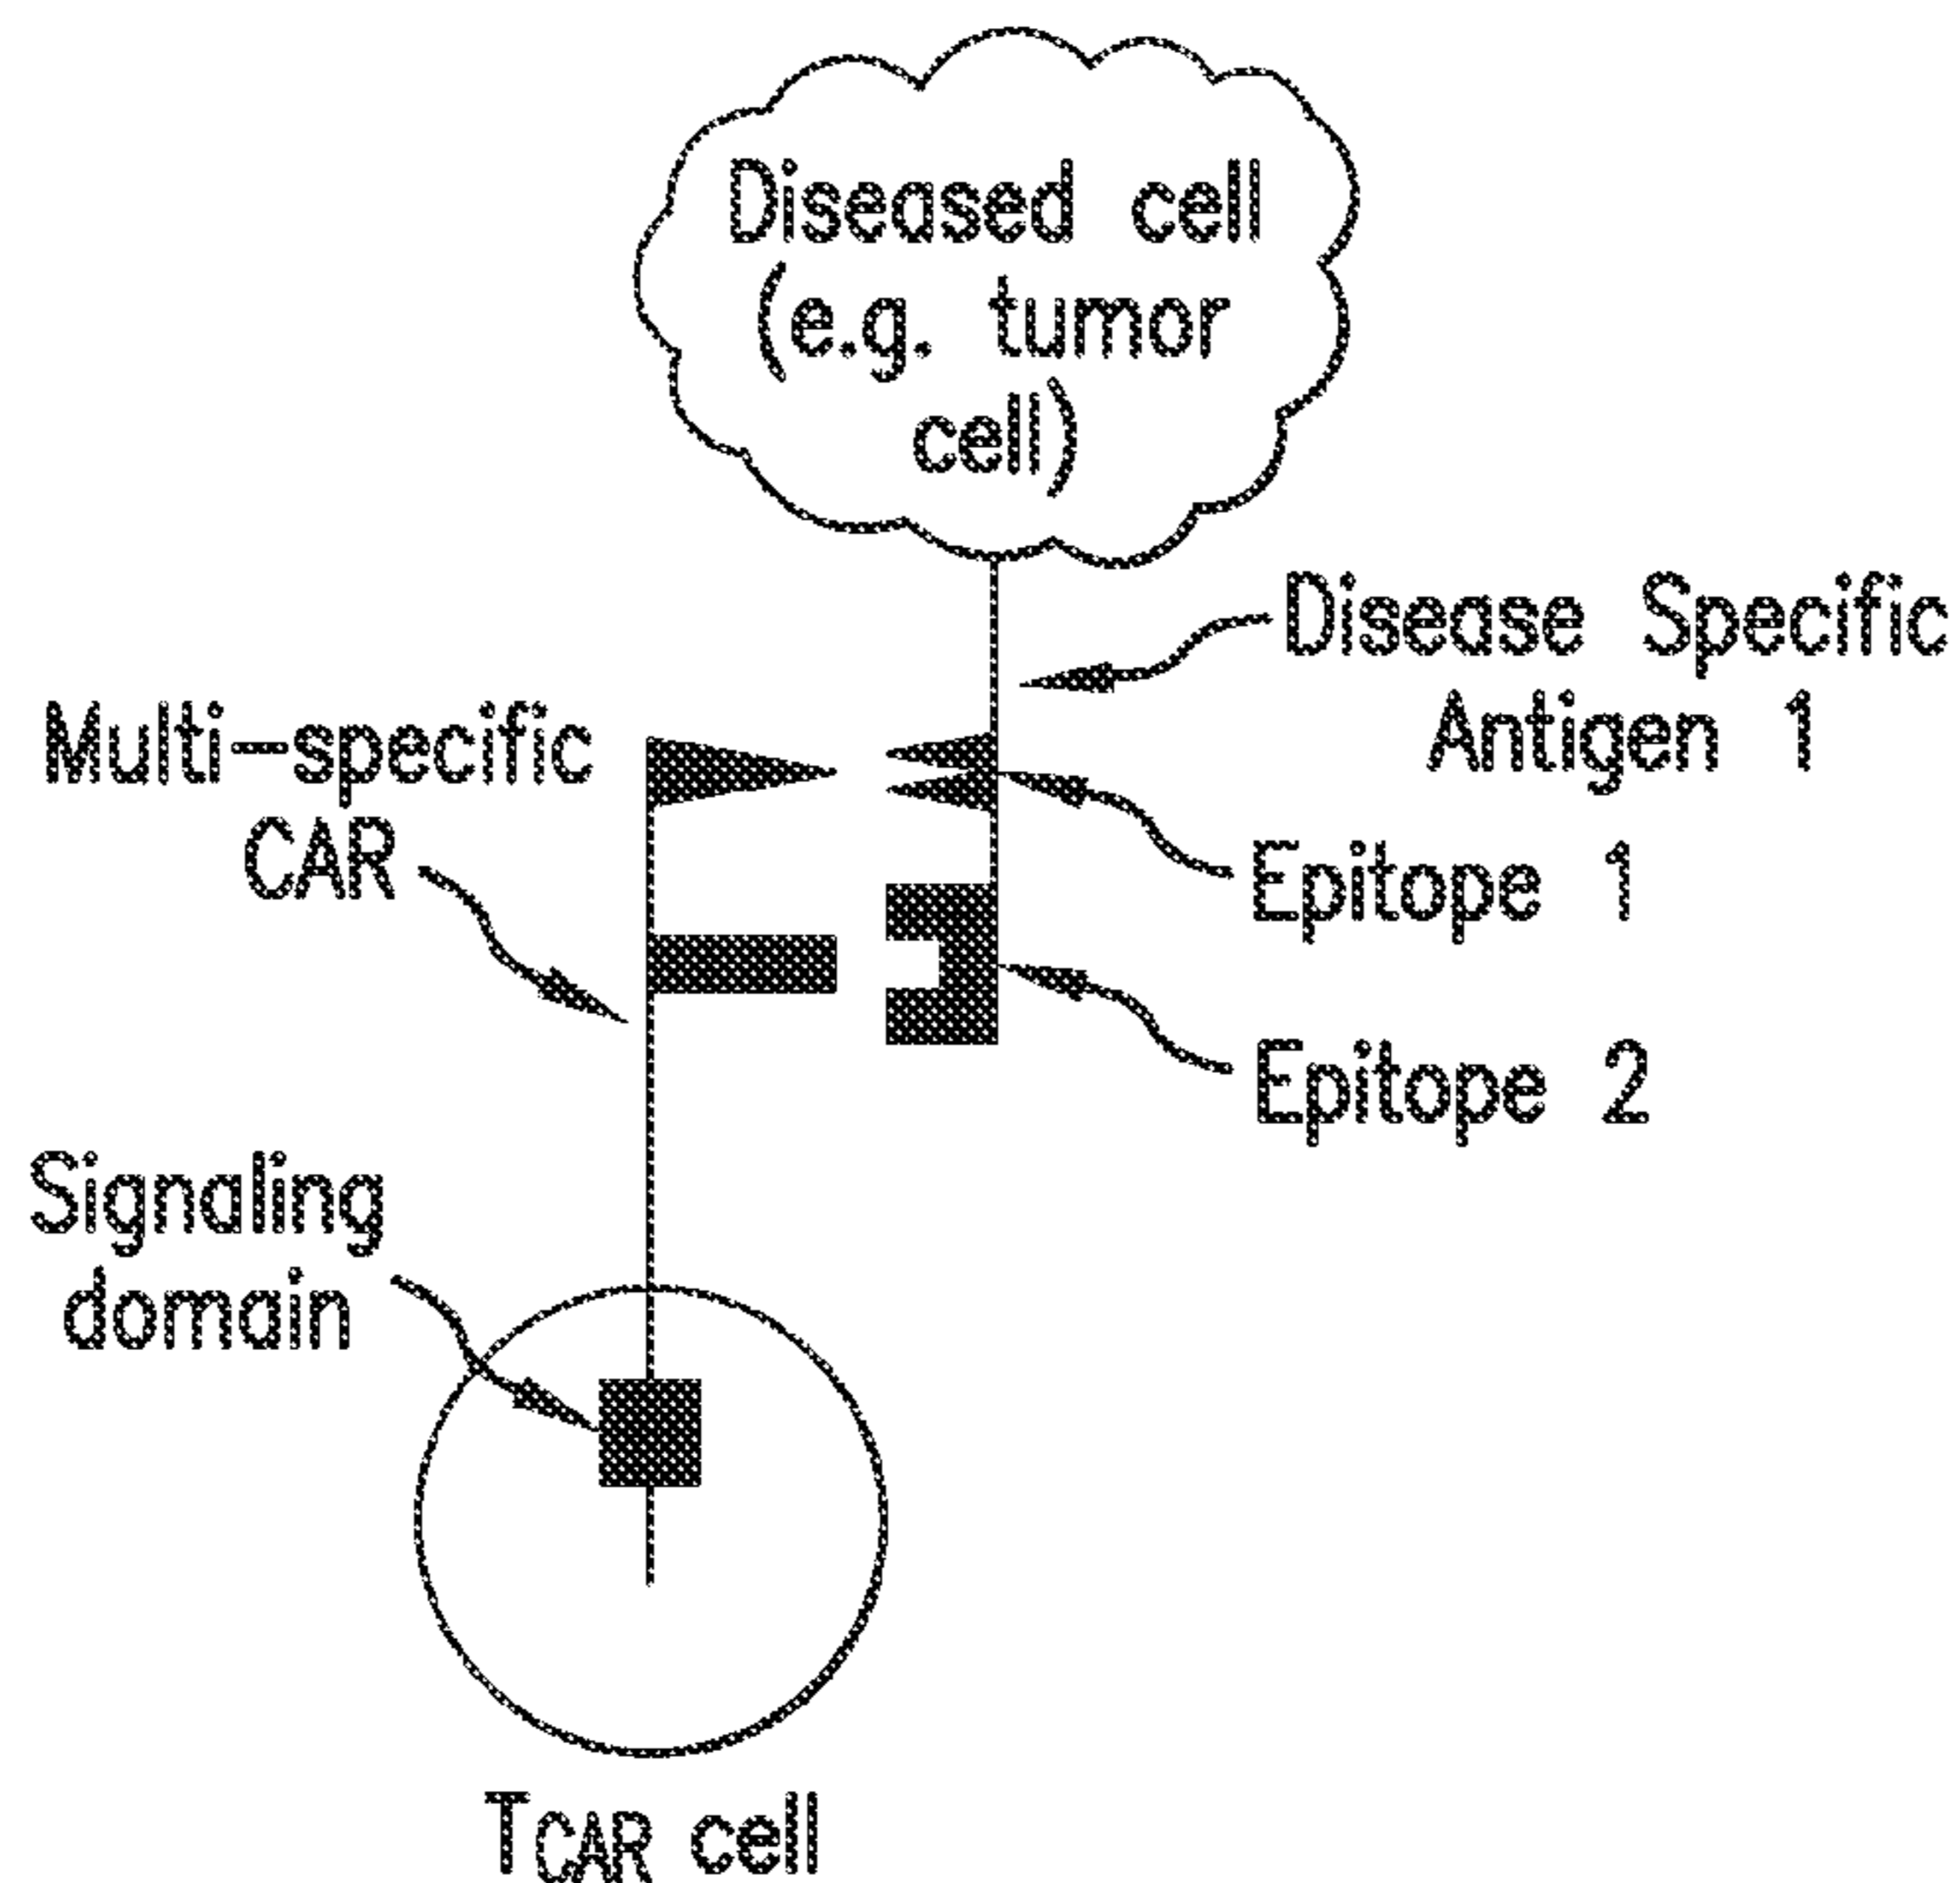 Diseased cell
(e.g. tumor
cell)
Disease Specific
Antigen 1
Multi-specific
CAR
Epitope 1
Epitope 2
Signaling
domain
TCAR cell